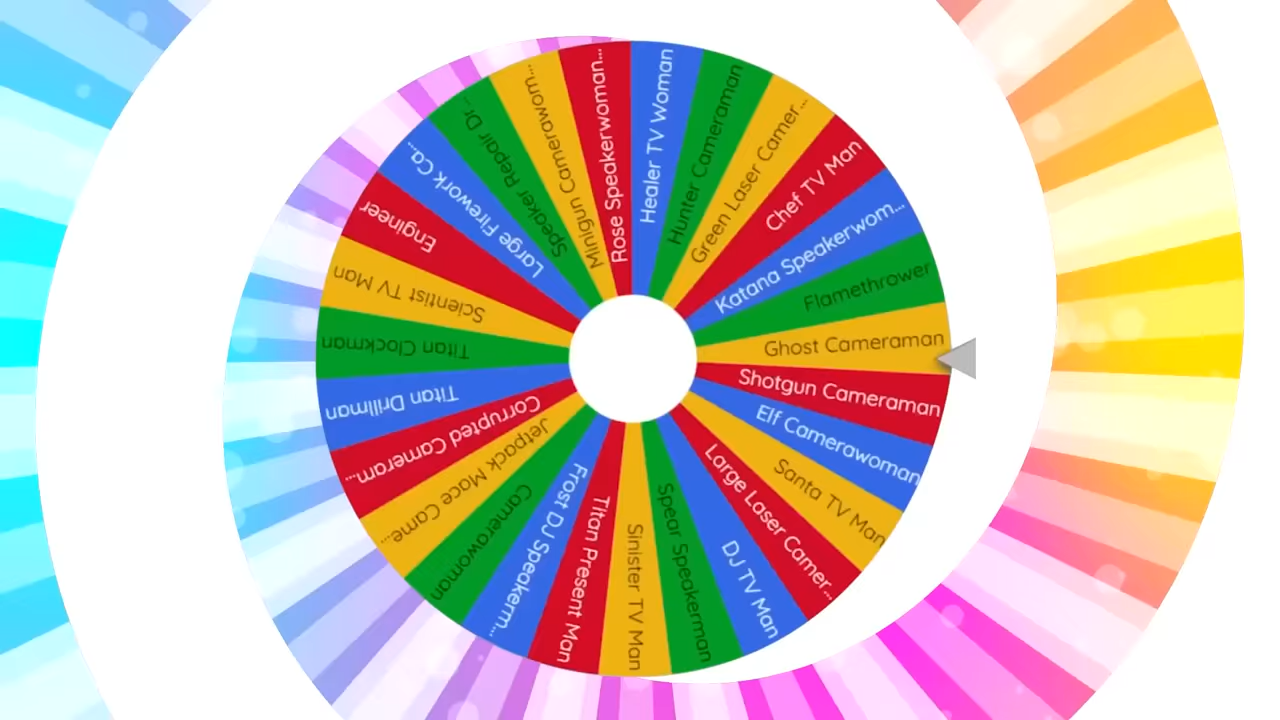 Healer TV Woman
Hunter Cameraman
Green Laser Camer...
Chef TV Man
Katana Speakerwom...
Flamethrower
Ghost Cameraman
Shotgun Cameraman
Elf Camerawoman
Santa TV Man
Large Laser Camer...
DJ TV Man
Spear Speakerman
Sinister TV Man
Titan Present Man
Frost DJ Speakerm...
Camerawoman
Jetpack Mace Came...
Corrupted Cameram...
Titan Drillman
Titan Clockman
Scientist TV Man
Engineer
Large Firework Ca...
Speaker Repair Dr...
Minigun Camerawom...
Rose Speakerwoman...